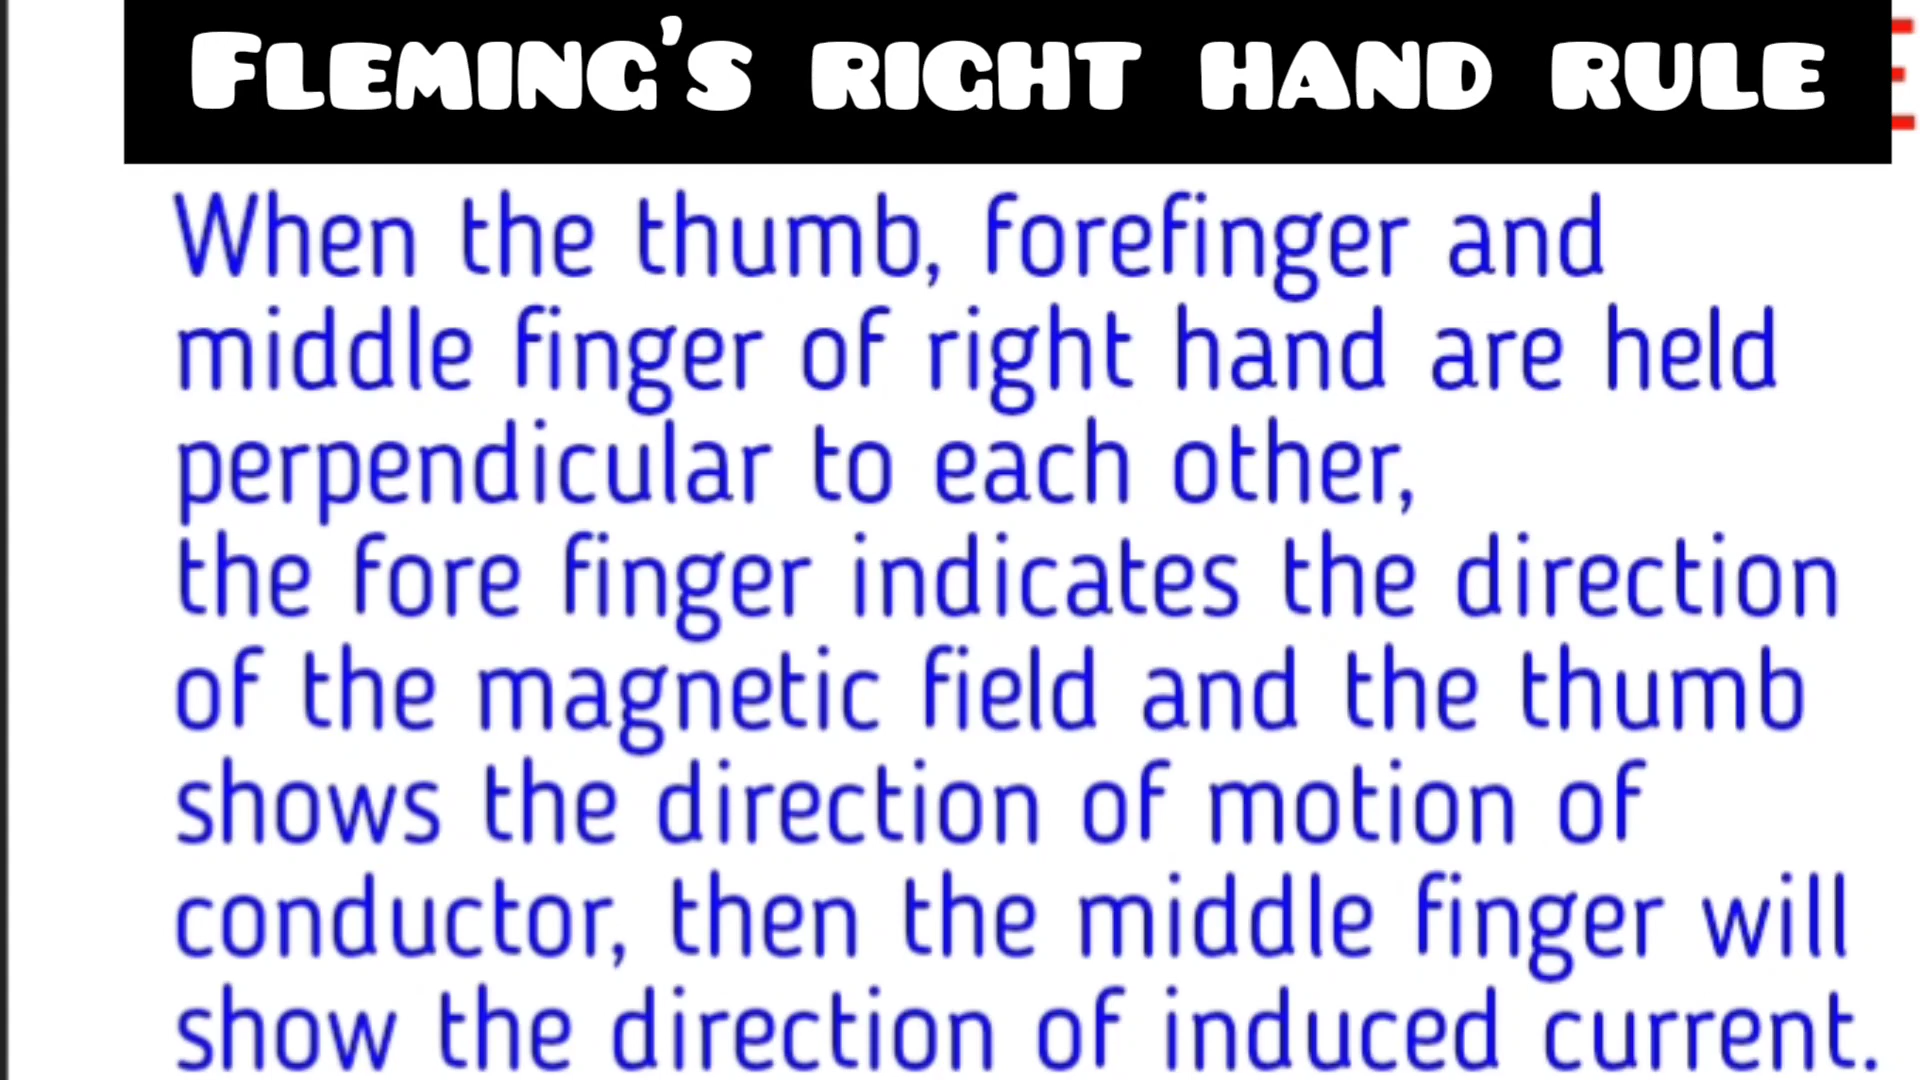 FLEMING'S RIGHT HAND RULE
When the thumb, forefinger and
middle finger of right hand are held
perpendicular to each other,
the fore finger indicates the direction
of the magnetic field and the thumb
shows the direction of motion of
conductor, then the middle finger will
show the direction of induced current.